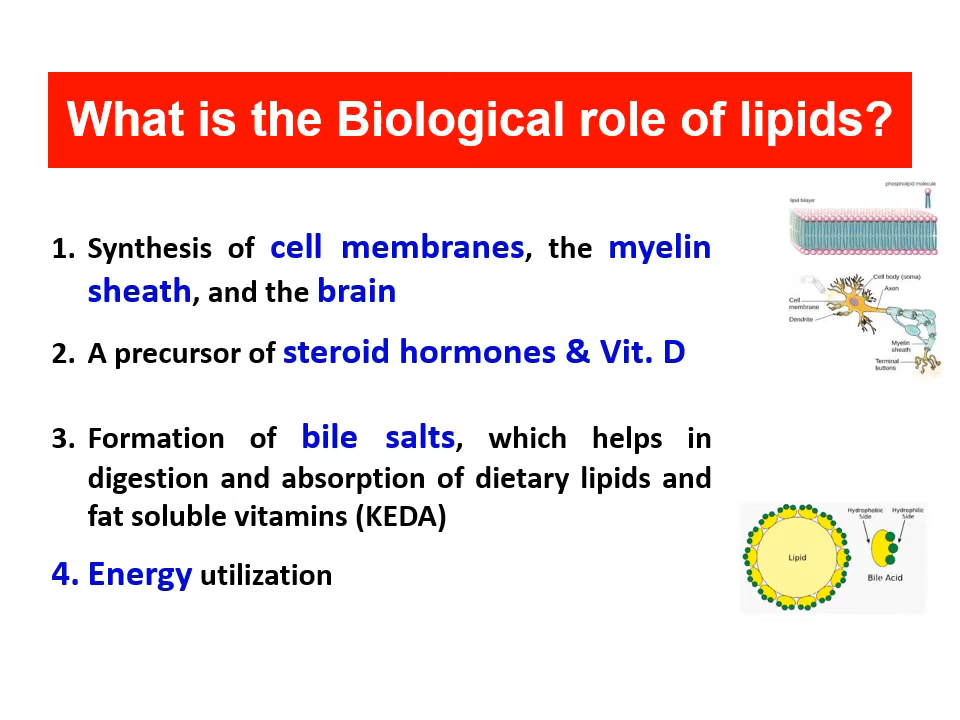 What is the Biological role of lipids?
phospholipid molecule
lipid bilayer
1. Synthesis of cell membranes, the myelin
sheath, and the brain
Cell body (soma)
Axon
Cell
membrane
Dendrite
Myelin
sheath
Terminal
buttons
2. A precursor of steroid hormones & Vit. D
3. Formation of bile salts, which helps in
digestion and absorption of dietary lipids and
fat soluble vitamins (KEDA)
Hydrophobic
Side
Hydrophilic
Side
Lipid
Bile Acid
4. Energy utilization